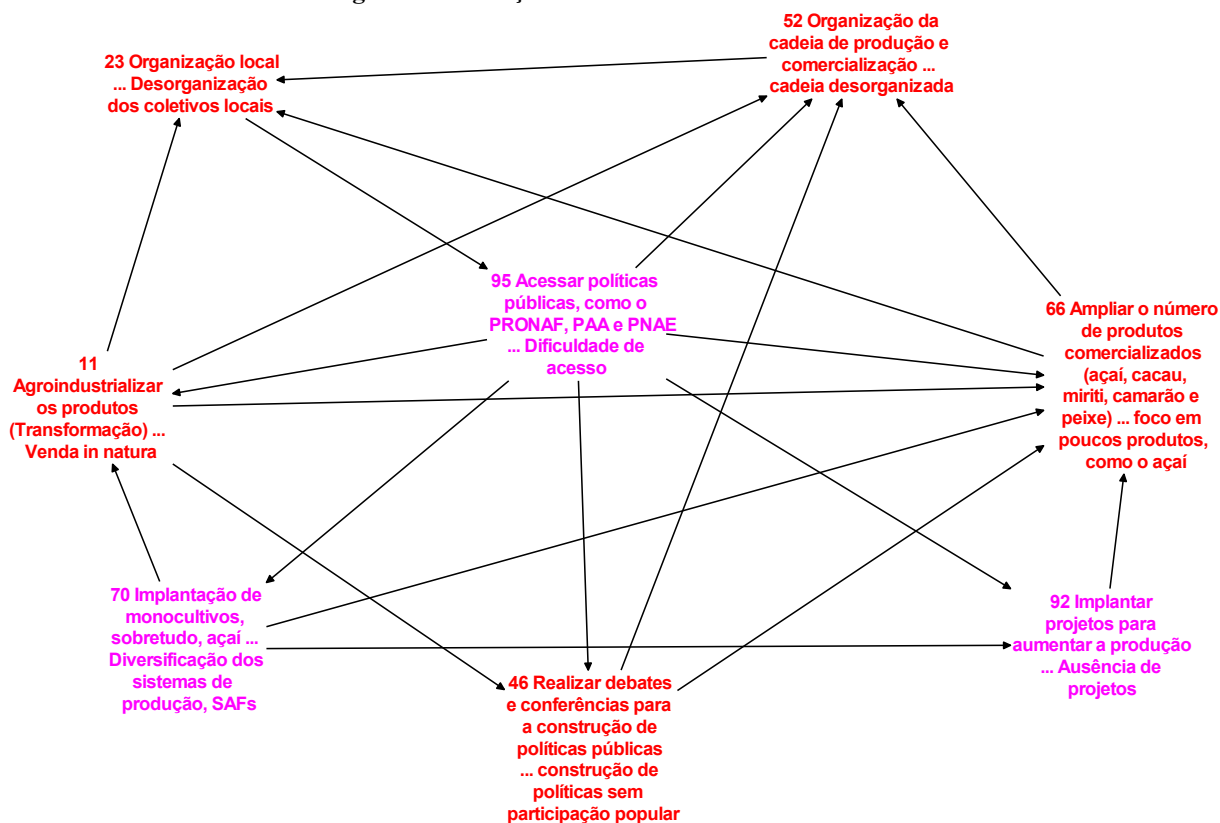 52 Organização da
cadeia de produção e
comercialização ...
cadeia desorganizada
23 Organização local
... Desorganização
dos coletivos locais
95 Acessar políticas
públicas, como o
PRONAF, PAA e PNAE
... Dificuldade de
acesso
66 Ampliar o número
de produtos
comercializados
(açaí, cacau,
miriti, camarão e
peixe) ... foco em
poucos produtos,
como o açaí
11
Agroindustrializar
os produtos
(Transformação) ...
Venda in natura
70 Implantação de
monocultivos,
sobretudo, açaí ...
Diversificação dos
sistemas de
produção, SAFs
92 Implantar
projetos para
aumentar a produção
... Ausência de
projetos
46 Realizar debates
e conferências para
a construção de
políticas públicas
... construção de
políticas sem
participação popular